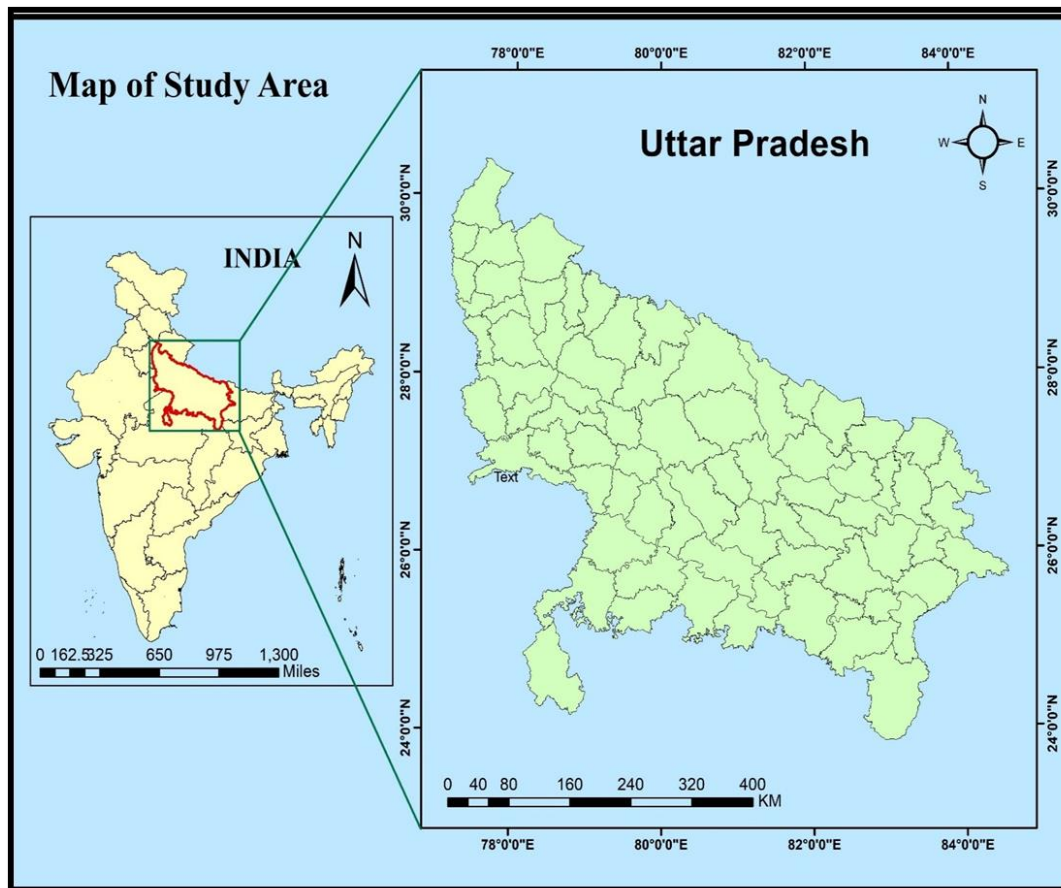 Map of Study Area
INDIA
N
0 162.5325 650 975 1,300
Miles
78°0'0"E 80°0'0"E 82°0'0"E 84°0'0"E
Uttar Pradesh
N
W E
S
30°0'0"N 30°0'0"N
28°0'0"N 28°0'0"N
Text
26°0'0"N 26°0'0"N
24°0'0"N 24°0'0"N
0 40 80 160 240 320 400
KM
78°0'0"E 80°0'0"E 82°0'0"E 84°0'0"E